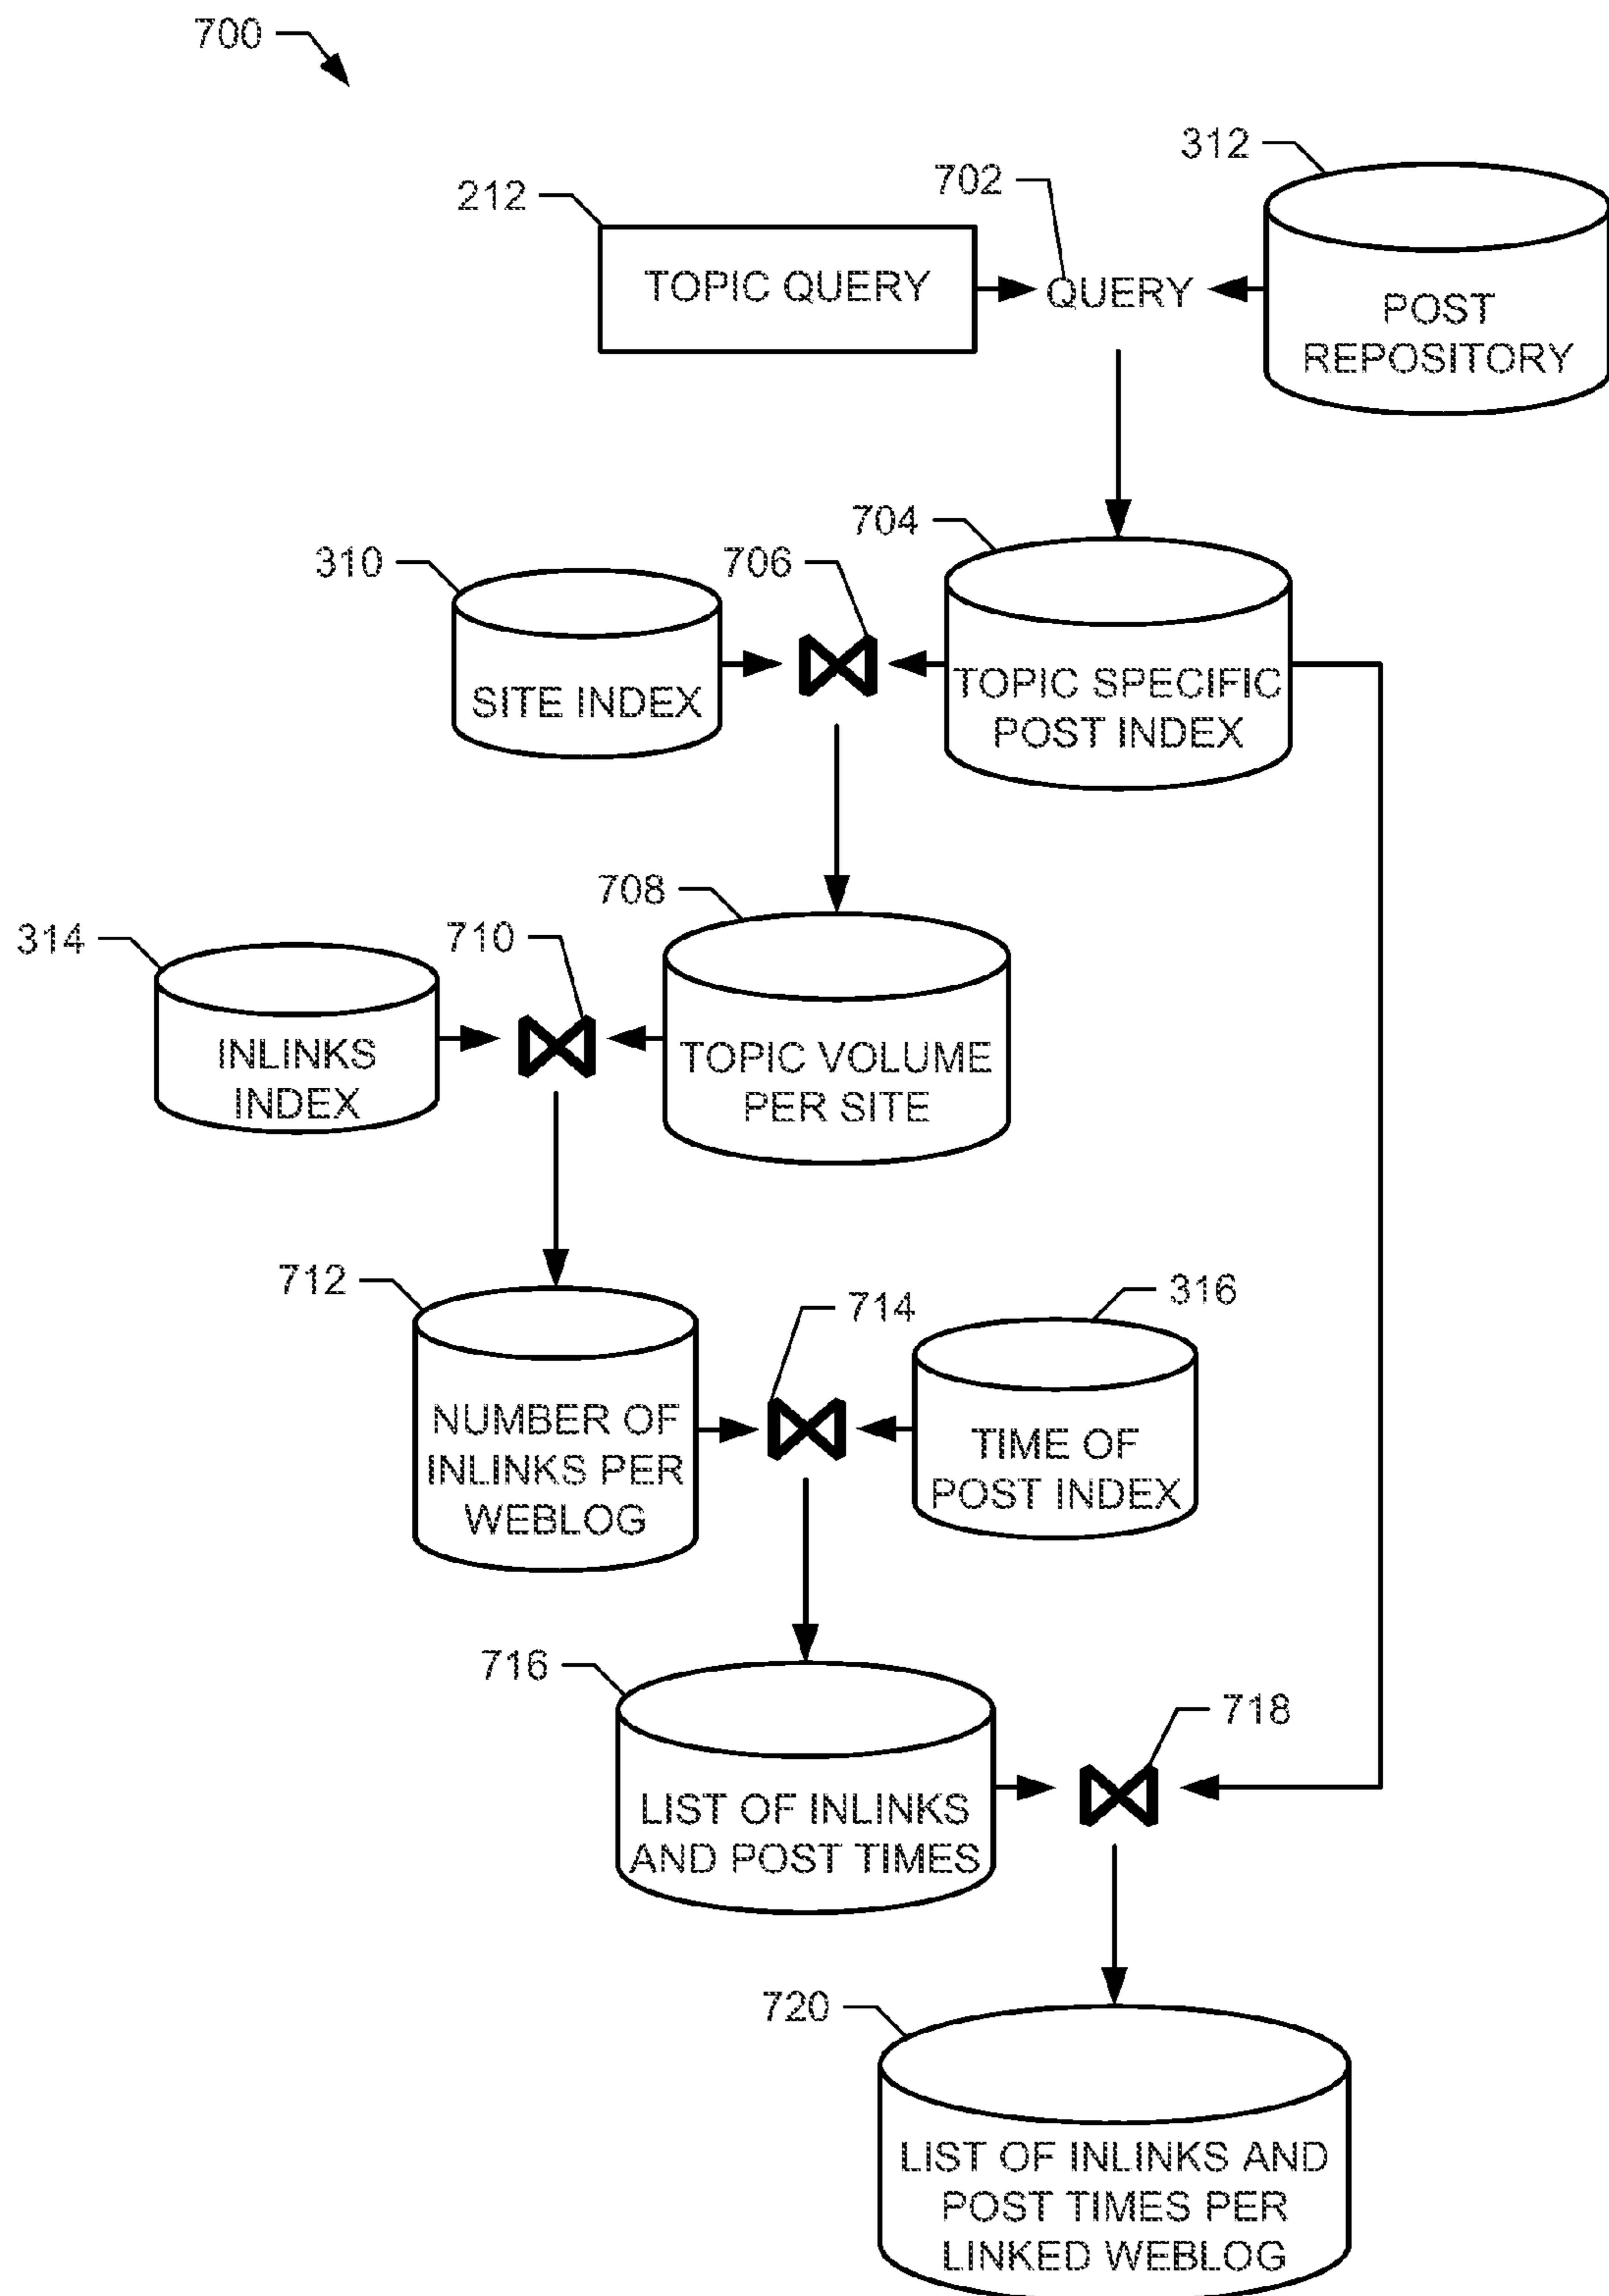 700
312
702
212
TOPIC QUERY
QUERY
POST
REPOSITORY
704
706
310
TOPIC SPECIFIC
POST INDEX
SITE INDEX
708
710
314
INLINKS
INDEX
TOPIC VOLUME
PER SITE
712
714
316
NUMBER OF
INLINKS PER
WEBLOG
TIME OF
POST INDEX
716
718
LIST OF INLINKS
AND POST TIMES
720
LIST OF INLINKS AND
POST TIMES PER
LINKED WEBLOG